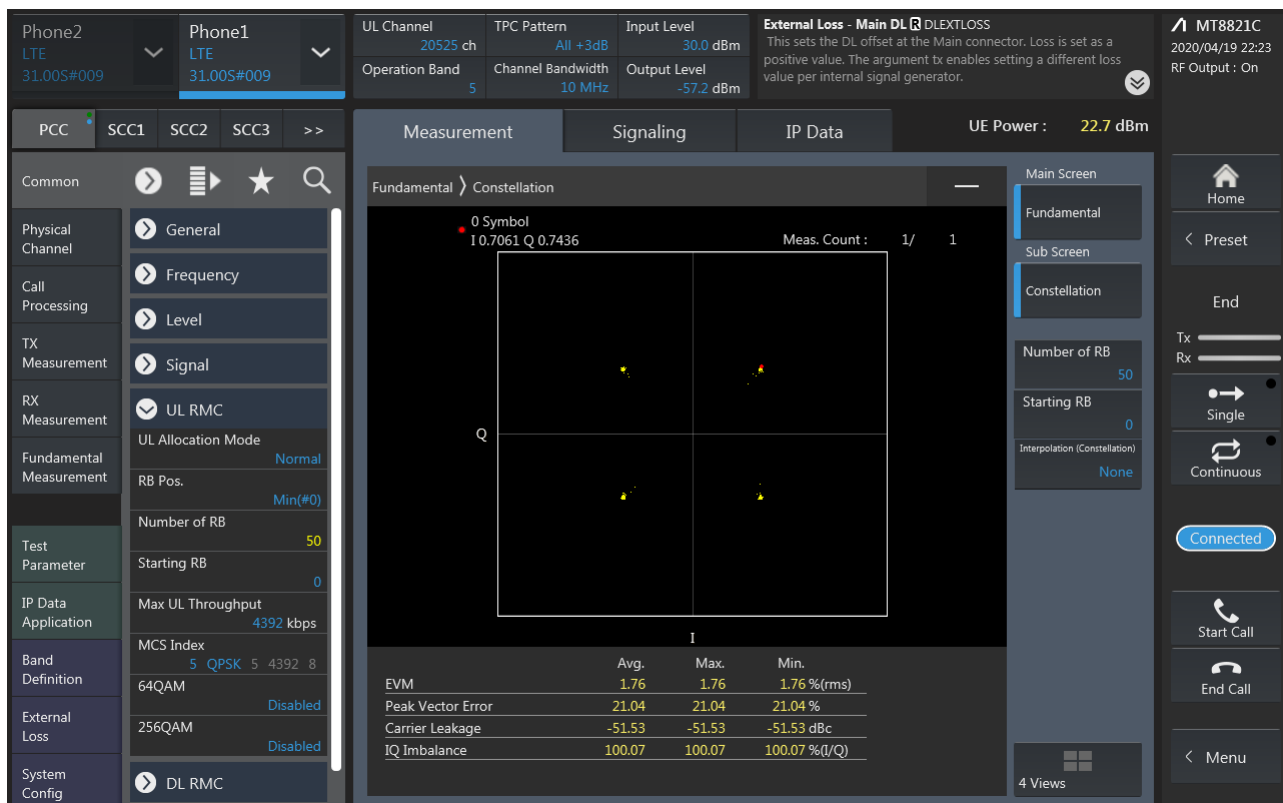 Phone2
LTE
31.00S#009
Phone1
LTE
31.00S#009
UL Channel
20525 ch
TPC Pattern
All +3dB
Input Level
30.0 dBm
Operation Band
5
Channel Bandwidth
10 MHz
Output Level
-57.2 dBm
External Loss - Main DL R DLEXTLOSS
This sets the DL offset at the Main connector. Loss is set as a
positive value. The argument tx enables setting a different loss
value per internal signal generator.
MT8821C
2020/04/19 22:23
RF Output : On
PCC SCC1 SCC2 SCC3 >>
Measurement Signaling IP Data
UE Power : 22.7 dBm
Common
Physical
Channel
Call
Processing
TX
Measurement
RX
Measurement
Fundamental
Measurement
Test
Parameter
IP Data
Application
Band
Definition
External
Loss
System
Config
General
Frequency
Level
Signal
UL RMC
UL Allocation Mode
Normal
RB Pos.
Min(#0)
Number of RB
50
Starting RB
0
Max UL Throughput
4392 kbps
MCS Index
5 QPSK 5 4392 8
64QAM
Disabled
256QAM
Disabled
DL RMC
Fundamental 〉 Constellation
0 Symbol
I 0.7061 Q 0.7436
Meas. Count : 1/ 1
Q
I
Avg. Max. Min.
EVM 1.76 1.76 1.76 %(rms)
Peak Vector Error 21.04 21.04 21.04 %
Carrier Leakage -51.53 -51.53 -51.53 dBc
IQ Imbalance 100.07 100.07 100.07 %(I/Q)
Main Screen
Fundamental
Sub Screen
Constellation
Number of RB
50
Starting RB
0
Interpolation (Constellation)
None
4 Views
Home
< Preset
End
Tx
Rx
Single
Continuous
Connected
Start Call
End Call
< Menu